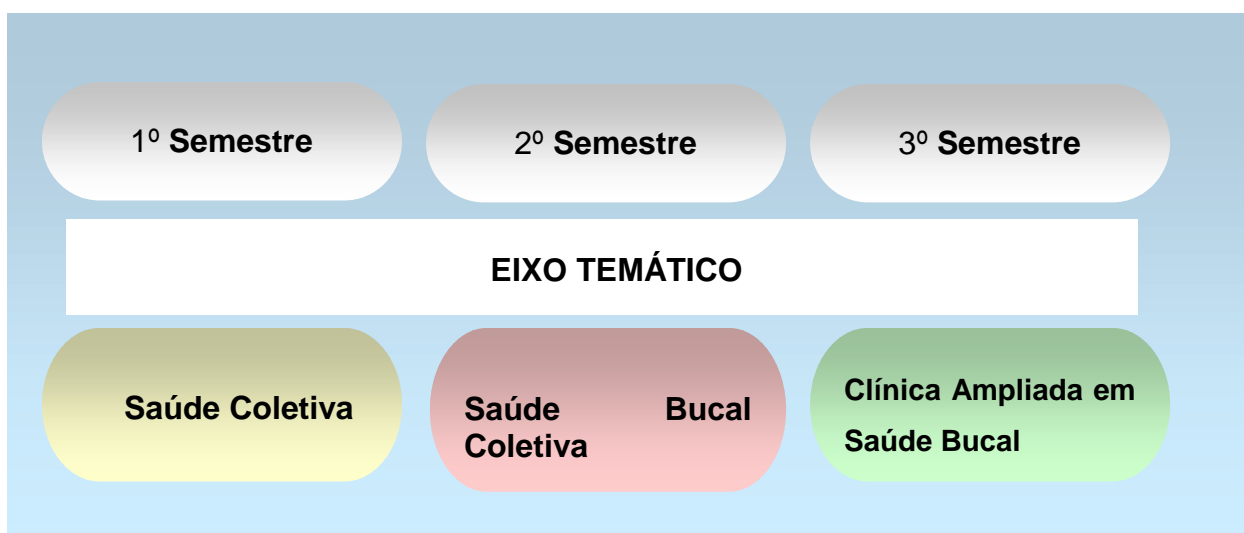 1º Semestre
2º Semestre
3º Semestre
EIXO TEMÁTICO
Saúde Coletiva
Saúde Bucal
Coletiva
Clínica Ampliada em
Saúde Bucal